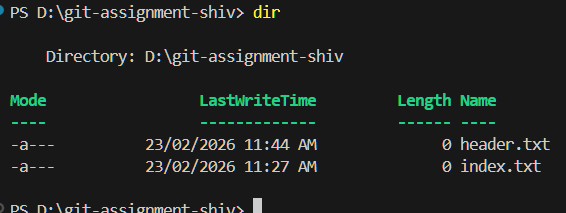 PS D:\git-assignment-shiv> dir
Directory: D:\git-assignment-shiv
Mode LastWriteTime Length Name
---- ------------- ------ ----
-a--- 23/02/2026 11:44 AM 0 header.txt
-a--- 23/02/2026 11:27 AM 0 index.txt
PS D:\git-assignment-shiv>